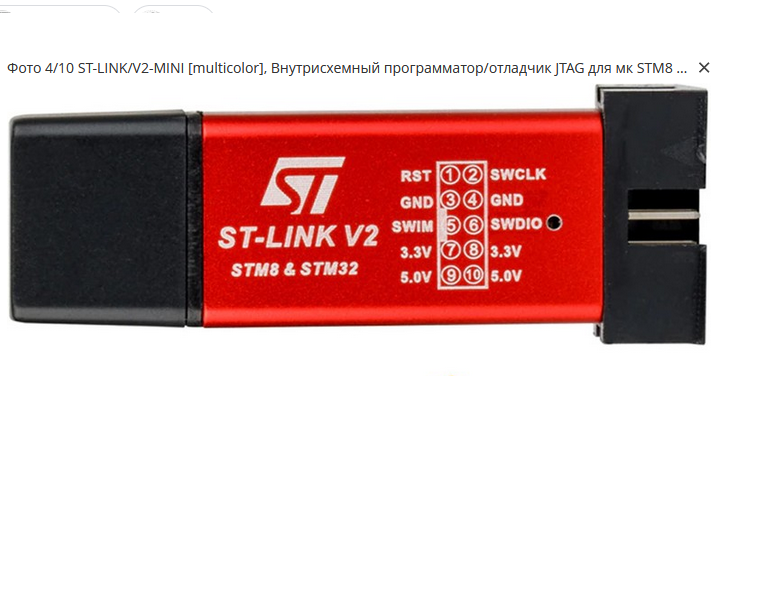 Фото 4/10 ST-LINK/V2-MINI [multicolor], Внутрисхемный программатор/отладчик JTAG для мк STM8 ...
ST
ST-LINK V2
STM8 & STM32
RST 1 2 SWCLK
GND 3 4 GND
SWIM 5 6 SWDIO
3.3V 7 8 3.3V
5.0V 9 10 5.0V